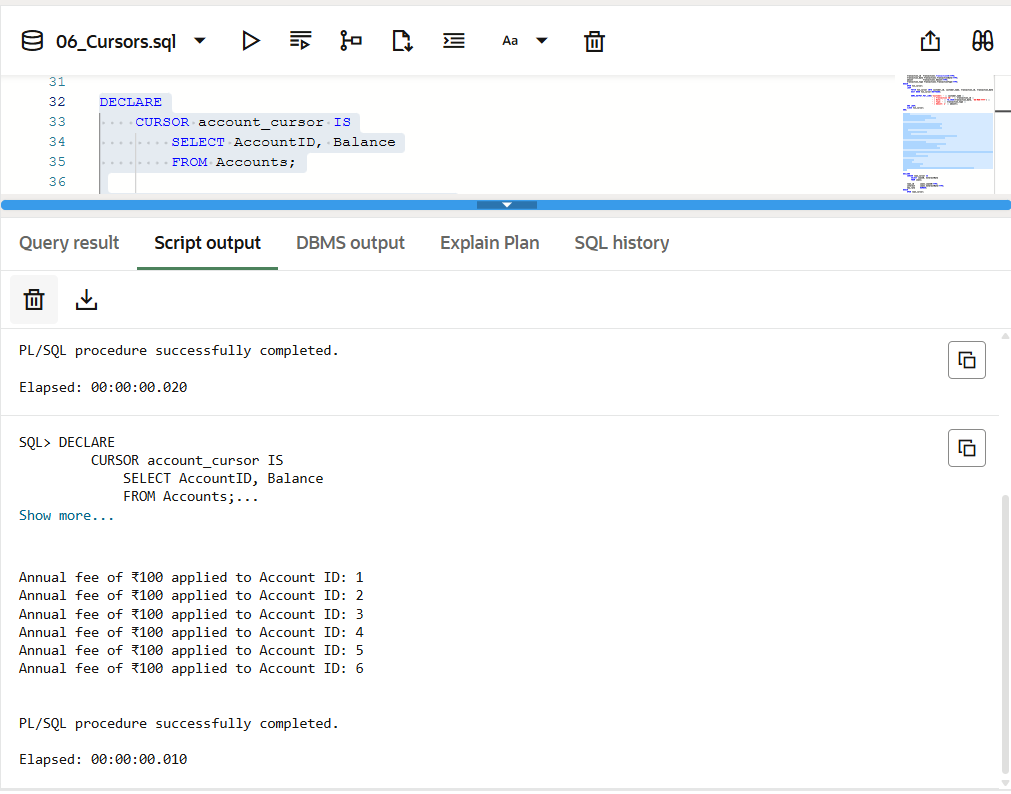 06_Cursors.sql
Aa
31
32 DECLARE
33 CURSOR account_cursor IS
34 SELECT AccountID, Balance
35 FROM Accounts;
36
Query result Script output DBMS output Explain Plan SQL history
PL/SQL procedure successfully completed.
Elapsed: 00:00:00.020
SQL> DECLARE
CURSOR account_cursor IS
SELECT AccountID, Balance
FROM Accounts;...
Show more...
Annual fee of ₹100 applied to Account ID: 1
Annual fee of ₹100 applied to Account ID: 2
Annual fee of ₹100 applied to Account ID: 3
Annual fee of ₹100 applied to Account ID: 4
Annual fee of ₹100 applied to Account ID: 5
Annual fee of ₹100 applied to Account ID: 6
PL/SQL procedure successfully completed.
Elapsed: 00:00:00.010